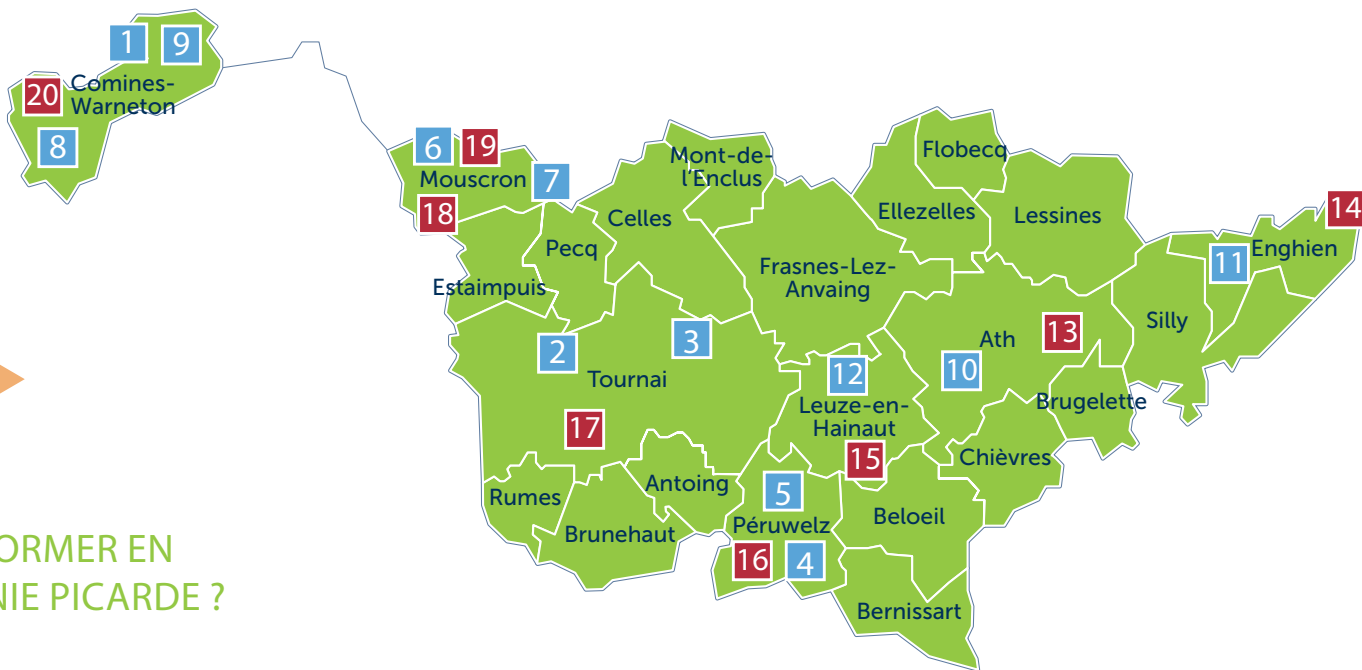 1
9
20
Comines-
Warneton
8
6
19
Mouscron
7
18
Mont-de-
l'Enclus
Celles
Pecq
Estaimpuis
Flobecq
Ellezelles
Lessines
14
Enghien
11
Frasnes-Lez-
Anvaing
Silly
13
Ath
10
2
3
Tournai
12
Leuze-en-
Hainaut
Brugelette
17
15
Chièvres
Rumes
Antoing
5
Brunehaut
Péruwelz
Beloeil
16
4
Bernissart
ORMER EN
NIE PICARDE ?